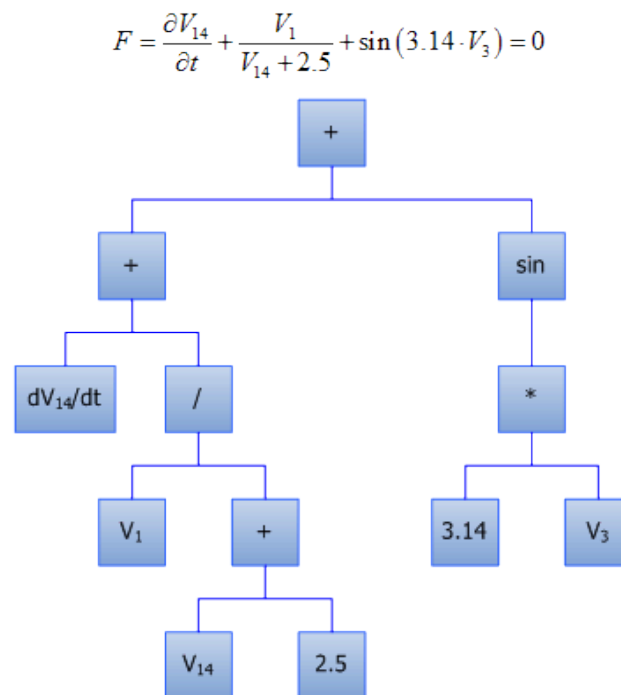 F = ∂V₁₄/∂t + V₁/(V₁₄ + 2.5) + sin(3.14 · V₃) = 0
+
+ sin
dV₁₄/dt / *
V₁ + 3.14 V₃
V₁₄ 2.5